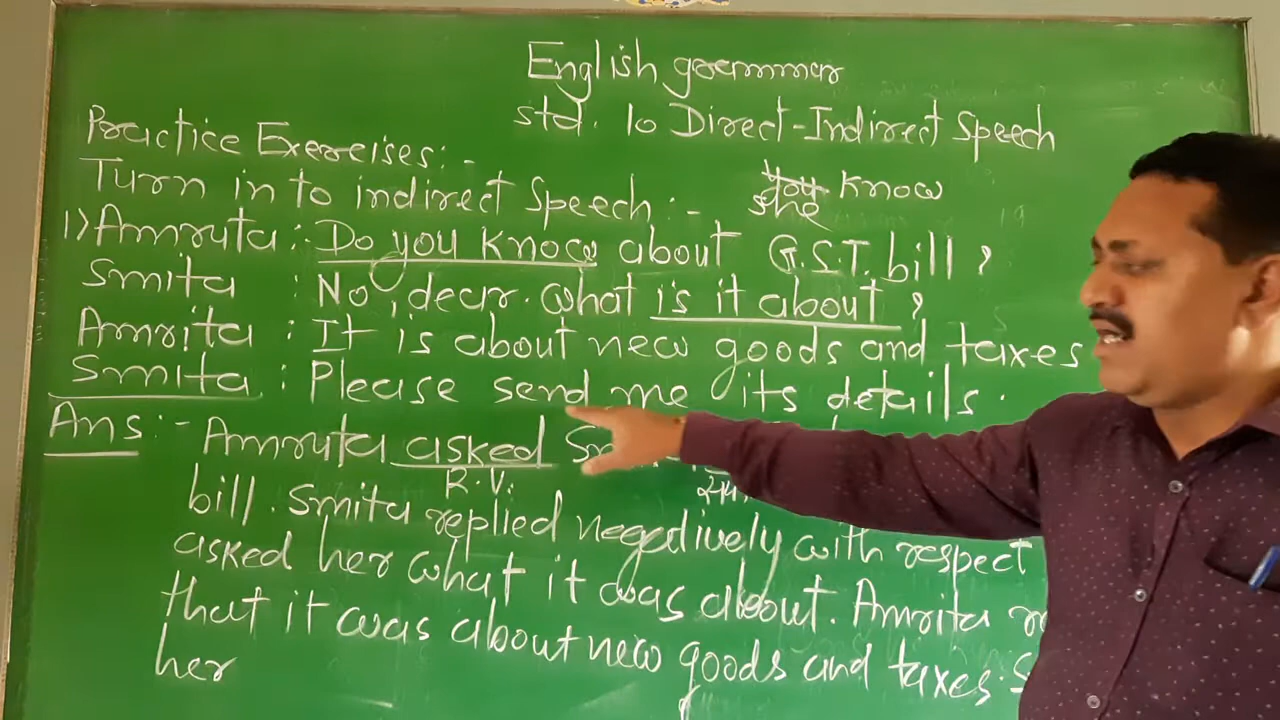 English grammar
std. 10 Direct-Indirect Speech
Practice Exercises:-
Turn in to indirect Speech:-
you know
she
1) Amruta: Do you know about G.S.T. bill?
Smita : No, dear. What is it about?
Amrita : It is about new goods and taxes
Smita : Please send me its details.
Ans:- Amruta asked
R.V.
bill. Smita replied negatively with respect
asked her what it was about. Amrita
that it was about new goods and taxes.
her